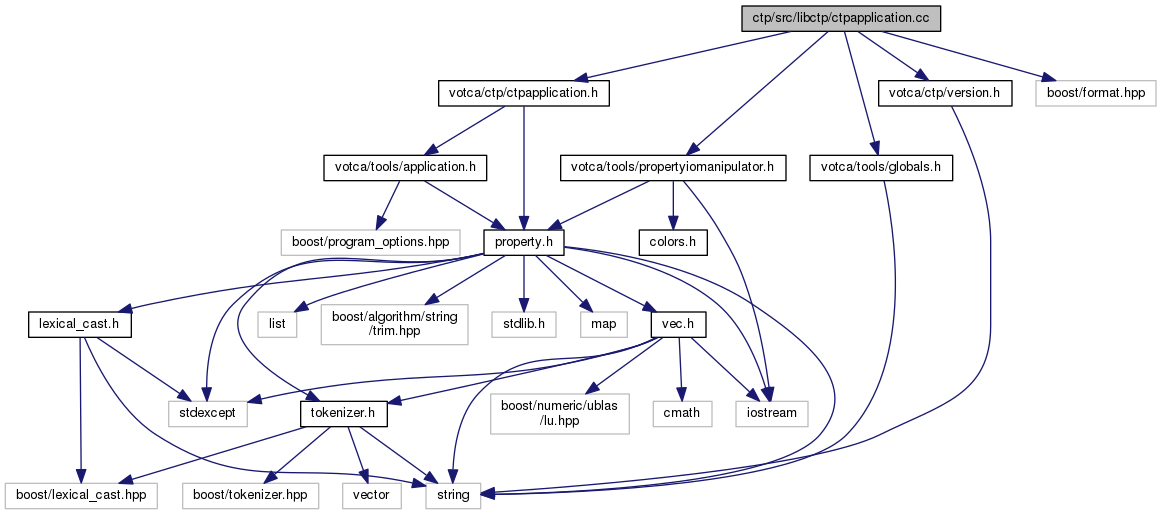 ctp/src/libctp/ctpapplication.cc
votca/ctp/ctpapplication.h
votca/ctp/version.h
boost/format.hpp
votca/tools/application.h
votca/tools/propertyiomanipulator.h
votca/tools/globals.h
boost/program_options.hpp
property.h
colors.h
lexical_cast.h
list
boost/algorithm/string
/trim.hpp
stdlib.h
map
vec.h
stdexcept
tokenizer.h
boost/numeric/ublas
/lu.hpp
cmath
iostream
boost/lexical_cast.hpp
boost/tokenizer.hpp
vector
string